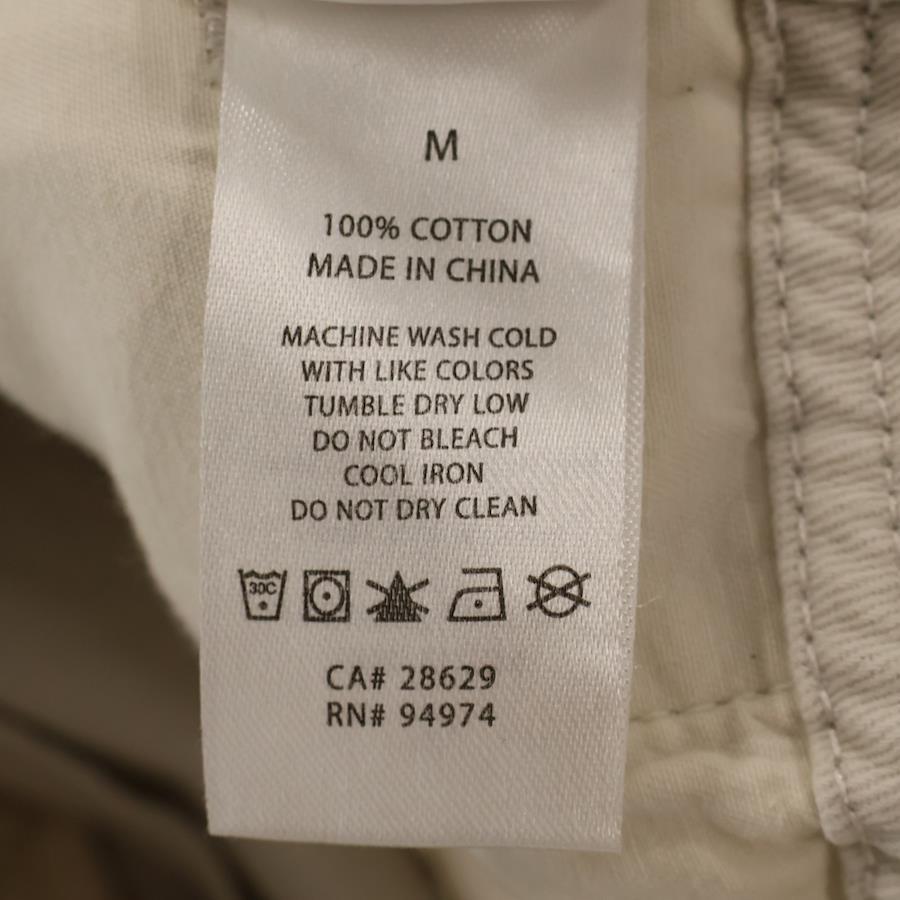 M
100% COTTON
MADE IN CHINA
MACHINE WASH COLD
WITH LIKE COLORS
TUMBLE DRY LOW
DO NOT BLEACH
COOL IRON
DO NOT DRY CLEAN
30C
CA# 28629
RN# 94974